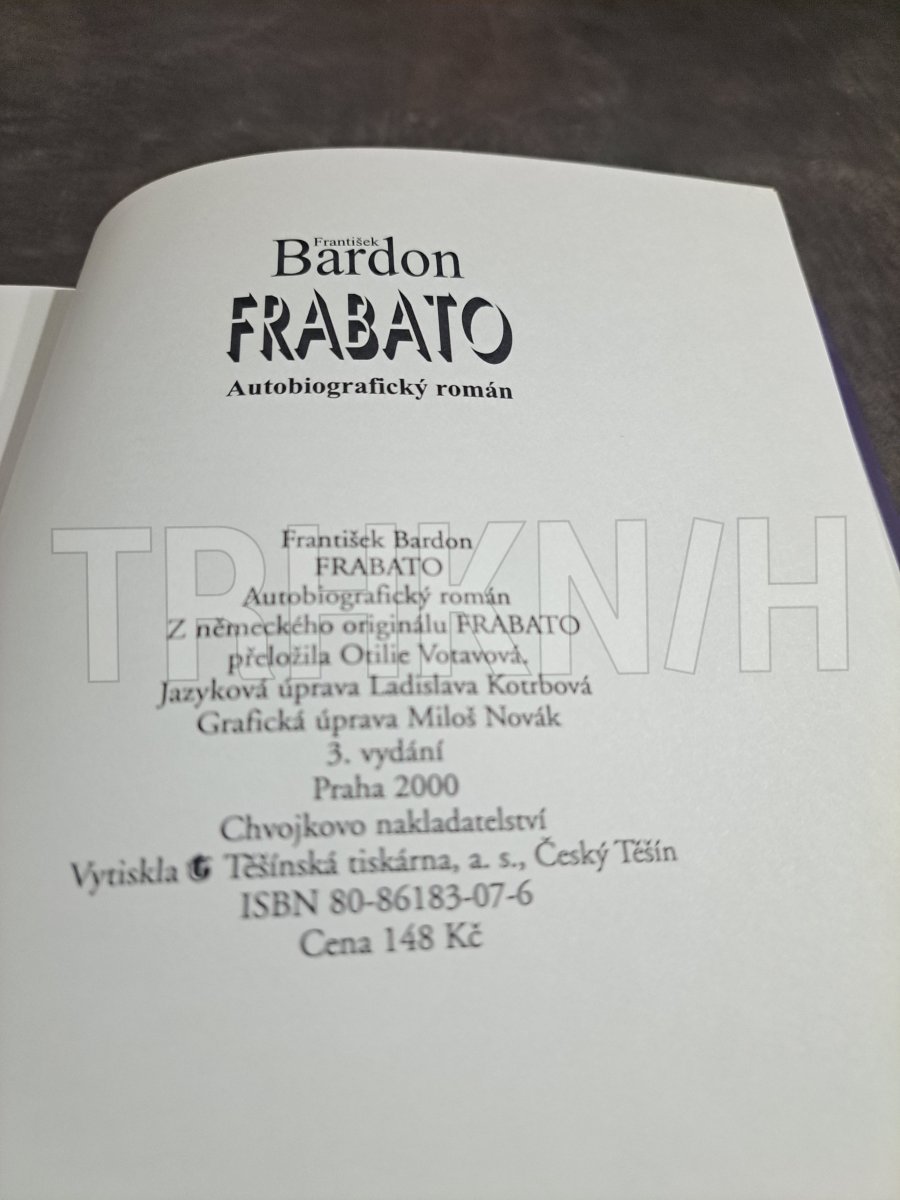 František
Bardon
FRABATO
Autobiografický román
TRHKNIH
František Bardon
FRABATO
Autobiografický román
Z německého originálu FRABATO
přeložila Otilie Votavová.
Jazyková úprava Ladislava Kotrbová
Grafická úprava Miloš Novák
3. vydání
Praha 2000
Chvojkovo nakladatelství
Vytiskla Těšínská tiskárna, a. s., Český Těšín
ISBN 80-86183-07-6
Cena 148 Kč